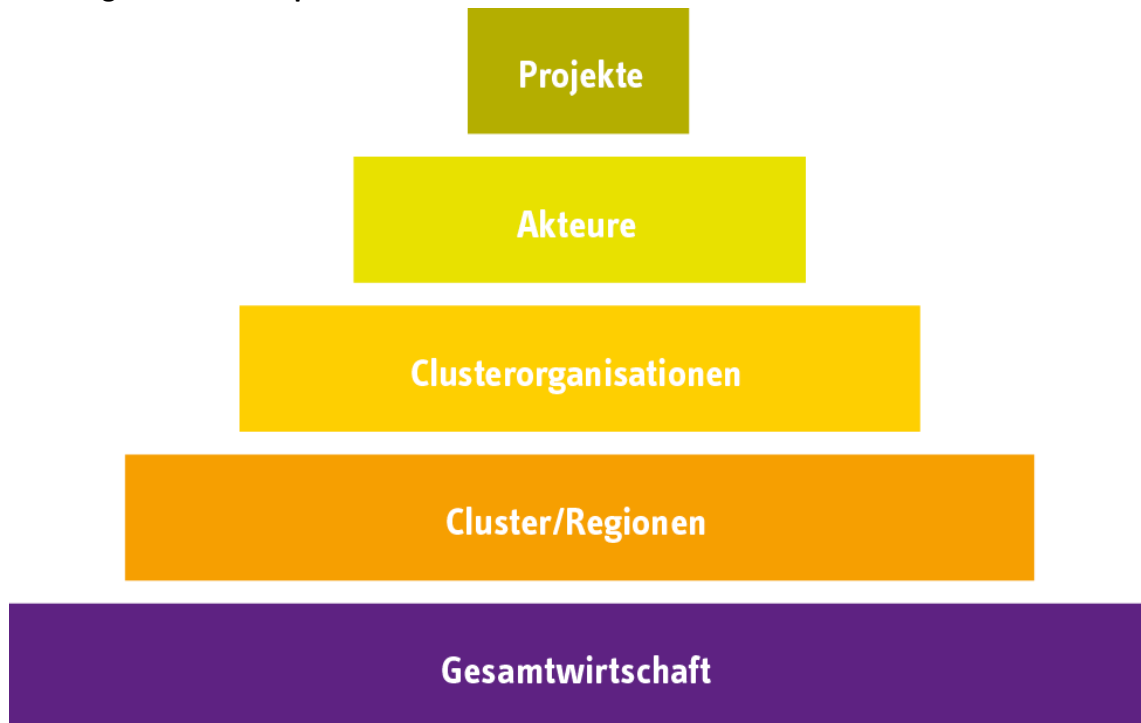 Projekte
Akteure
Clusterorganisationen
Cluster/Regionen
Gesamtwirtschaft